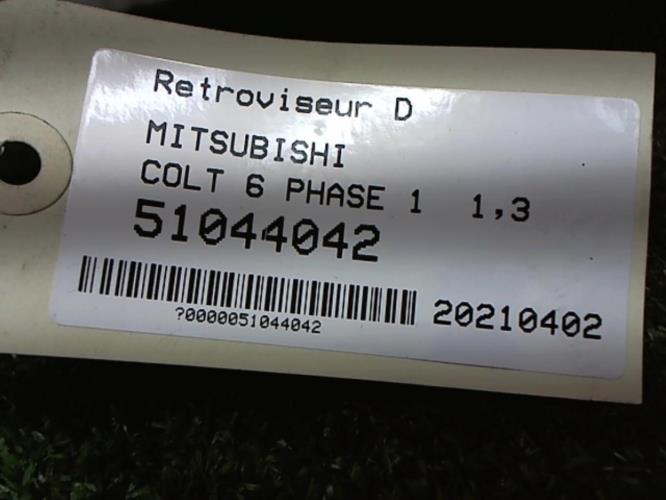 Retroviseur D
MITSUBISHI
COLT 6 PHASE 1 1,3
51044042
?0000051044042
20210402